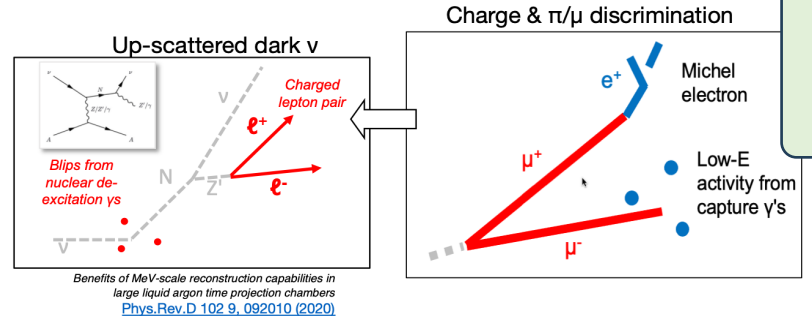 Charge & π/μ discrimination
Up-scattered dark ν
ν
N
ν
Z/Z'/γ
Z'/γ
A
A
Blips from
nuclear de-
excitation γs
ν
N
Z'
ν
ℓ+
ℓ-
Charged
lepton pair
e+
Michel
electron
μ+
μ-
Low-E
activity from
capture γ's
Benefits of MeV-scale reconstruction capabilities in
large liquid argon time projection chambers
Phys.Rev.D 102 9, 092010 (2020)